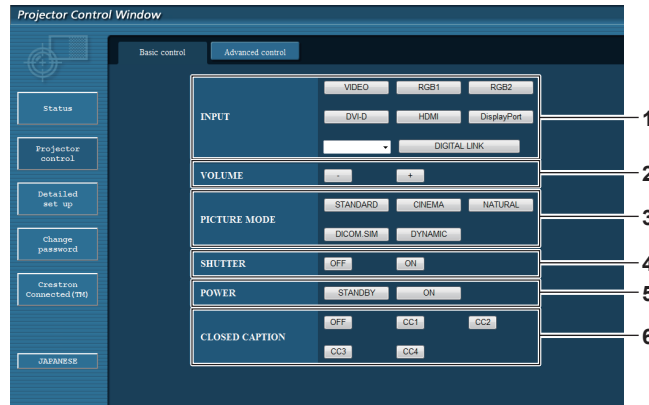 Projector Control Window
Basic control
Advanced control
Status
Projector
control
Detailed
set up
Change
password
Crestron
Connected(TM)
JAPANESE
INPUT
VIDEO RGB1 RGB2
DVI-D HDMI DisplayPort
DIGITAL LINK
1
VOLUME
- +
2
PICTURE MODE
STANDARD CINEMA NATURAL
DICOM.SIM DYNAMIC
3
SHUTTER
OFF ON
4
POWER
STANDBY ON
5
CLOSED CAPTION
OFF CC1 CC2
CC3 CC4
6